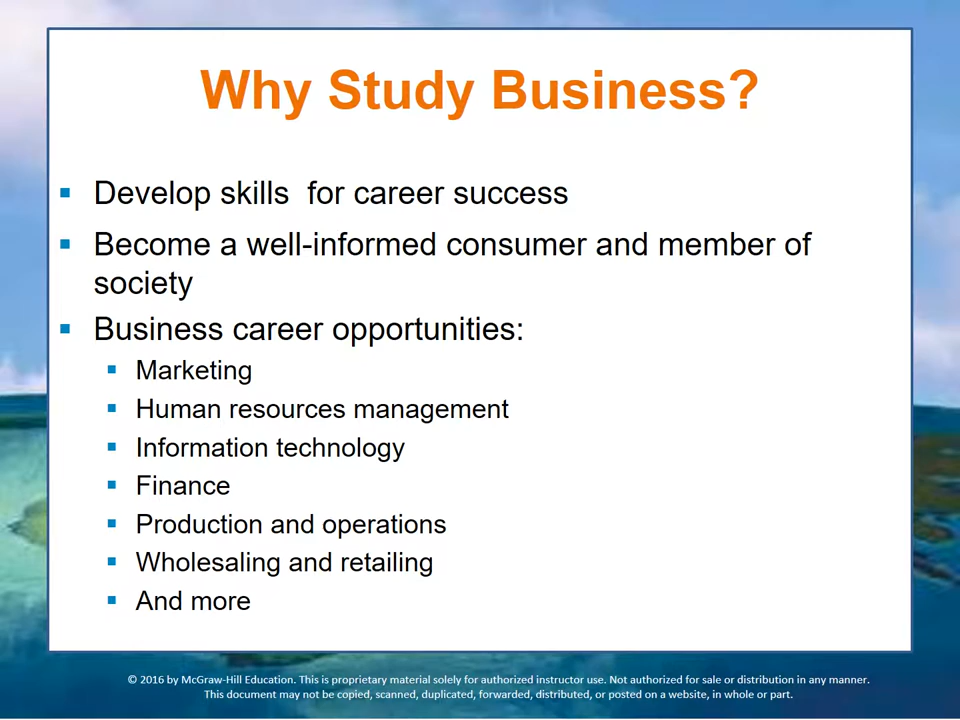 Why Study Business?
Develop skills  for career success
Become a well-informed consumer and member of
society
Business career opportunities:
Marketing
Human resources management
Information technology
Finance
Production and operations
Wholesaling and retailing
And more
© 2016 by McGraw-Hill Education. This is proprietary material solely for authorized instructor use. Not authorized for sale or distribution in any manner.
This document may not be copied, scanned, duplicated, forwarded, distributed, or posted on a website, in whole or part.